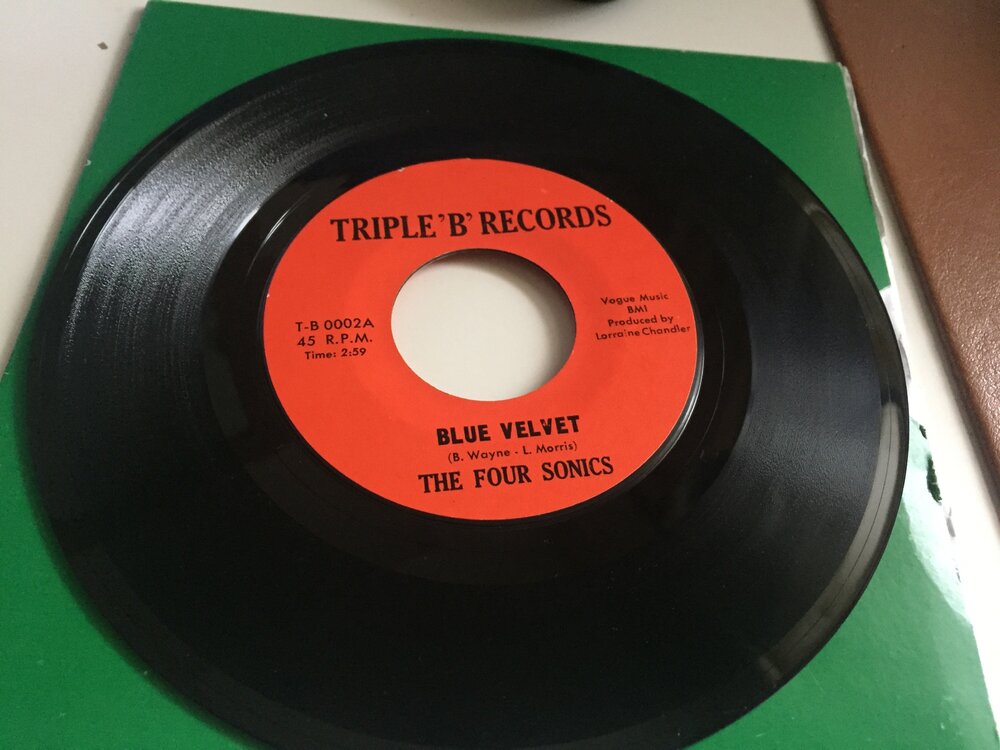 TRIPLE 'B' RECORDS
T-B 0002A
45 R.P.M.
Time: 2:59
Vogue Music
BMI
Produced by
Lorraine Chandler
BLUE VELVET
(B. Wayne - L. Morris)
THE FOUR SONICS